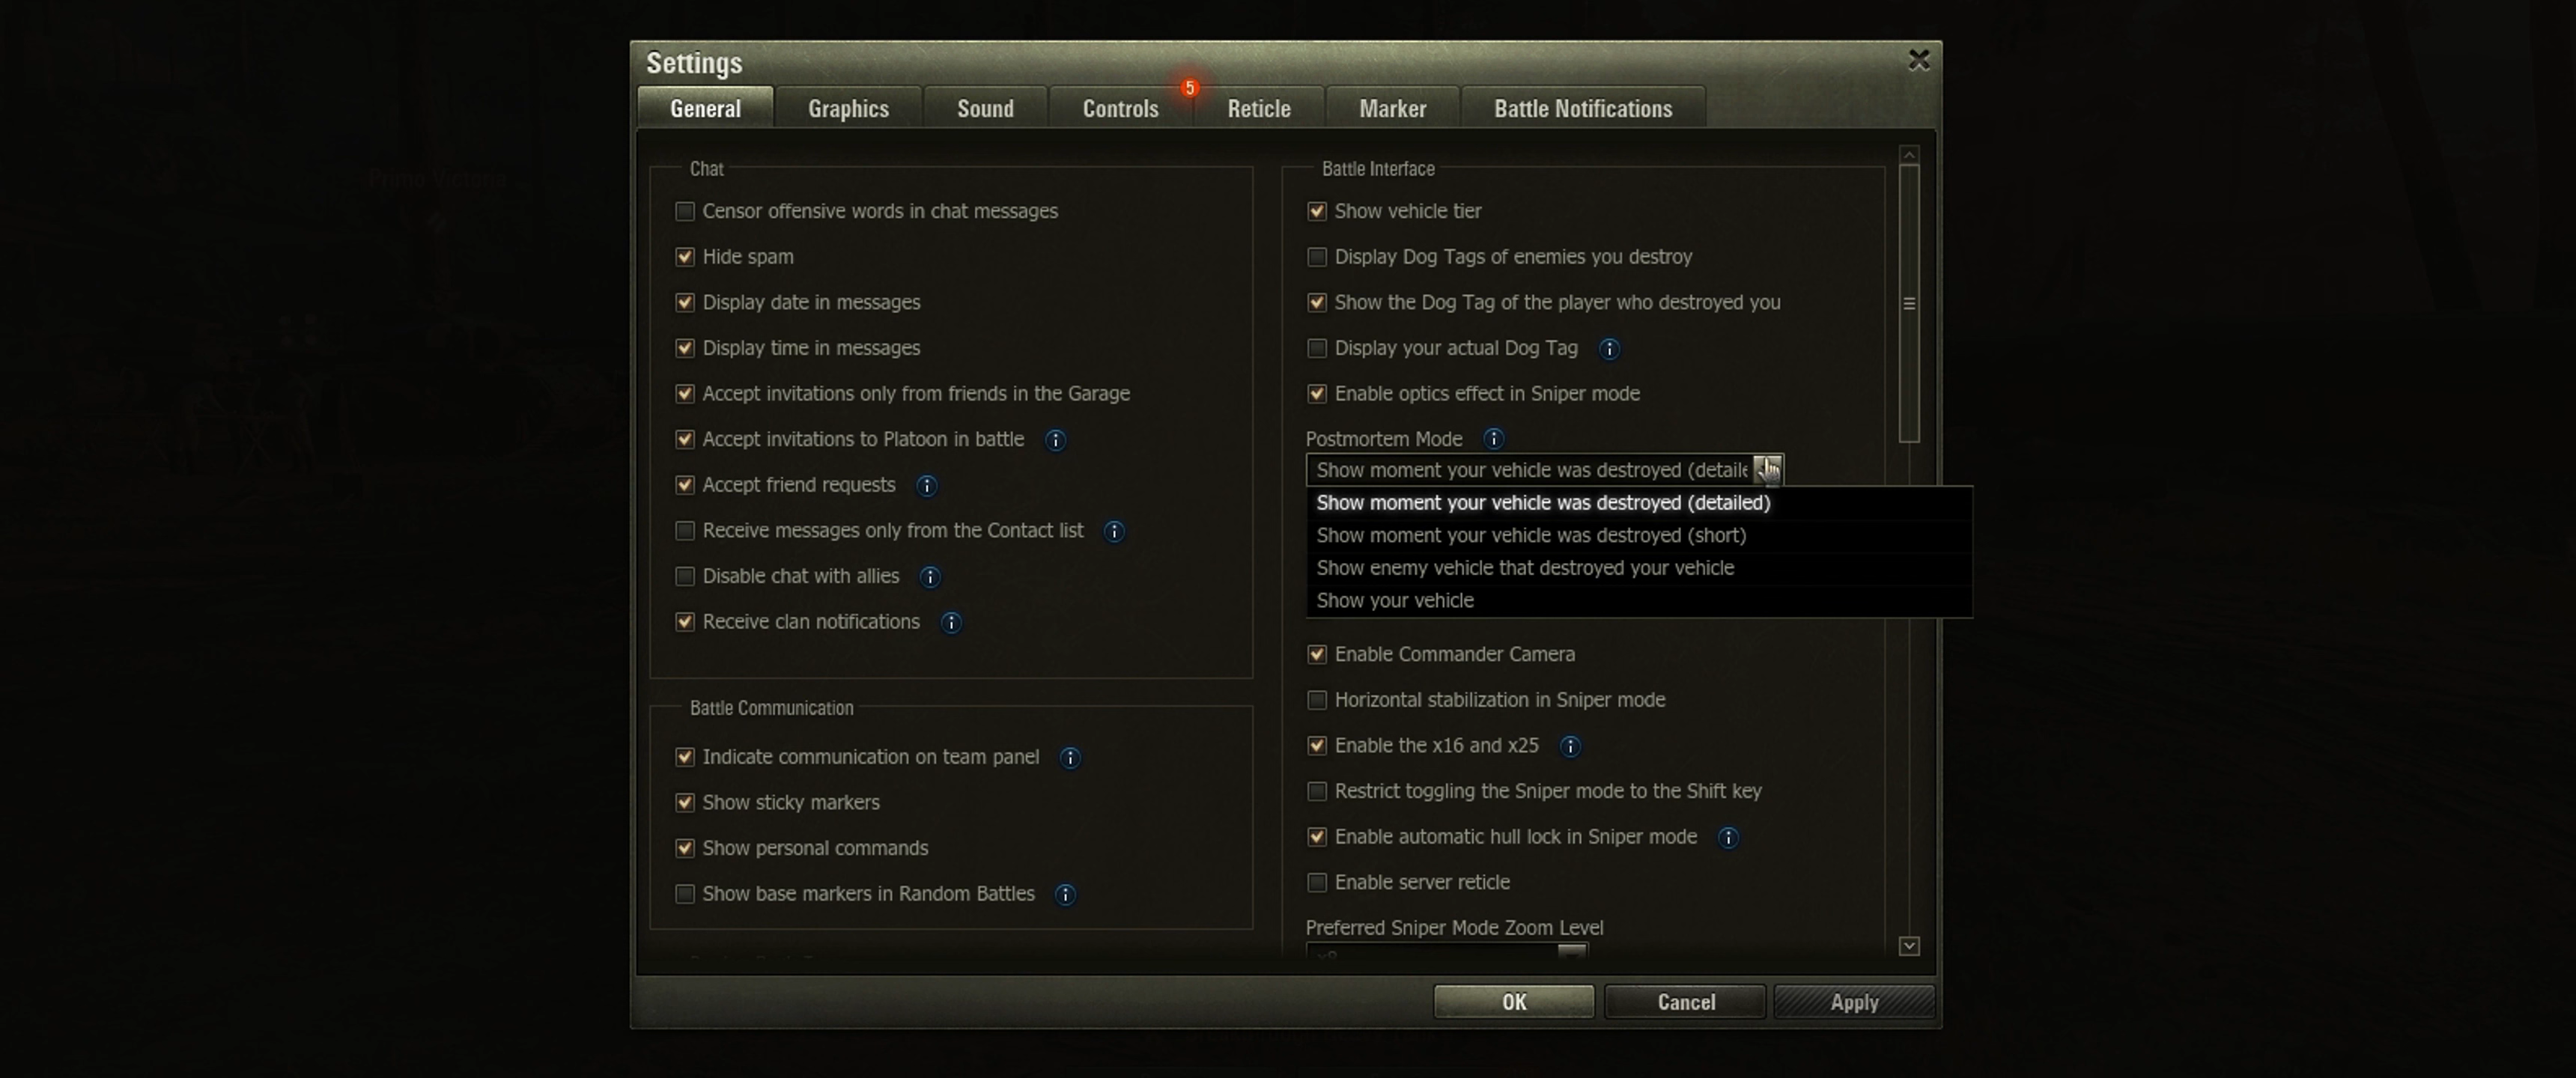 Settings
General
Graphics
Sound
Controls
5
Reticle
Marker
Battle Notifications
Chat
Censor offensive words in chat messages
Hide spam
Display date in messages
Display time in messages
Accept invitations only from friends in the Garage
Accept invitations to Platoon in battle
Accept friend requests
Receive messages only from the Contact list
Disable chat with allies
Receive clan notifications
Battle Communication
Indicate communication on team panel
Show sticky markers
Show personal commands
Show base markers in Random Battles
Battle Interface
Show vehicle tier
Display Dog Tags of enemies you destroy
Show the Dog Tag of the player who destroyed you
Display your actual Dog Tag
Enable optics effect in Sniper mode
Postmortem Mode
Show moment your vehicle was destroyed (detaile
Show moment your vehicle was destroyed (detailed)
Show moment your vehicle was destroyed (short)
Show enemy vehicle that destroyed your vehicle
Show your vehicle
Enable Commander Camera
Horizontal stabilization in Sniper mode
Enable the x16 and x25
Restrict toggling the Sniper mode to the Shift key
Enable automatic hull lock in Sniper mode
Enable server reticle
Preferred Sniper Mode Zoom Level
OK
Cancel
Apply
Primo Victoria